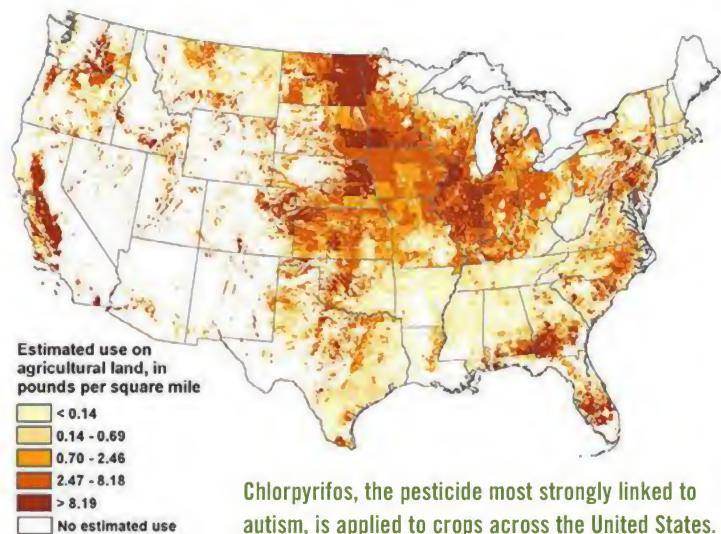 Estimated use on
agricultural land, in
pounds per square mile
< 0.14
0.14 - 0.69
0.70 - 2.46
2.47 - 8.18
> 8.19
No estimated use
Chlorpyrifos, the pesticide most strongly linked to
autism, is applied to crops across the United States.